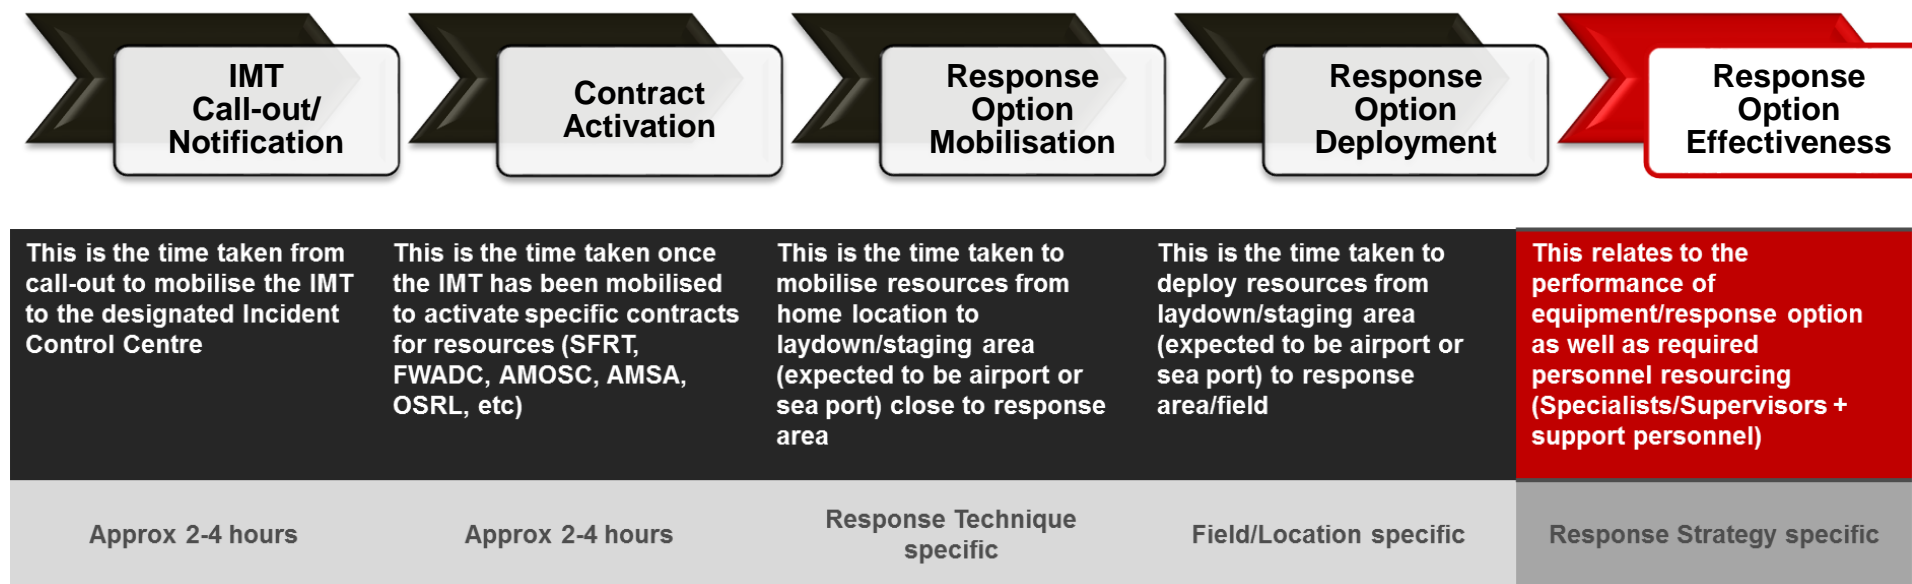 IMT
Call-out/
Notification
Contract
Activation
Response
Option
Mobilisation
Response
Option
Deployment
Response
Option
Effectiveness
This is the time taken from
call-out to mobilise the IMT
to the designated Incident
Control Centre
This is the time taken once
the IMT has been mobilised
to activate specific contracts
for resources (SFRT,
FWADC, AMOSC, AMSA,
OSRL, etc)
This is the time taken to
mobilise resources from
home location to
laydown/staging area
(expected to be airport or
sea port) close to response
area
This is the time taken to
deploy resources from
laydown/staging area
(expected to be airport or
sea port) to response
area/field
This relates to the
performance of
equipment/response option
as well as required
personnel resourcing
(Specialists/Supervisors +
support personnel)
Approx 2-4 hours
Approx 2-4 hours
Response Technique
specific
Field/Location specific
Response Strategy specific